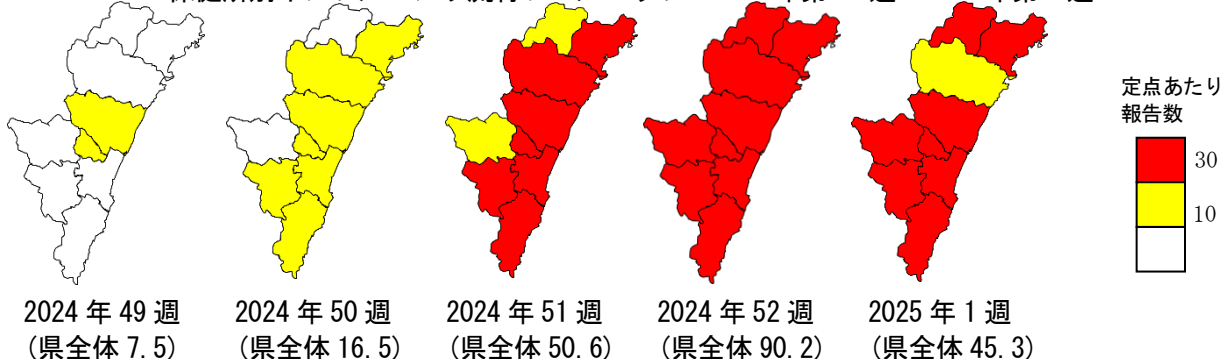 定点あたり
報告数
30
10
2024年49週
(県全体7.5)
2024年50週
(県全体16.5)
2024年51週
(県全体50.6)
2024年52週
(県全体90.2)
2025年1週
(県全体45.3)